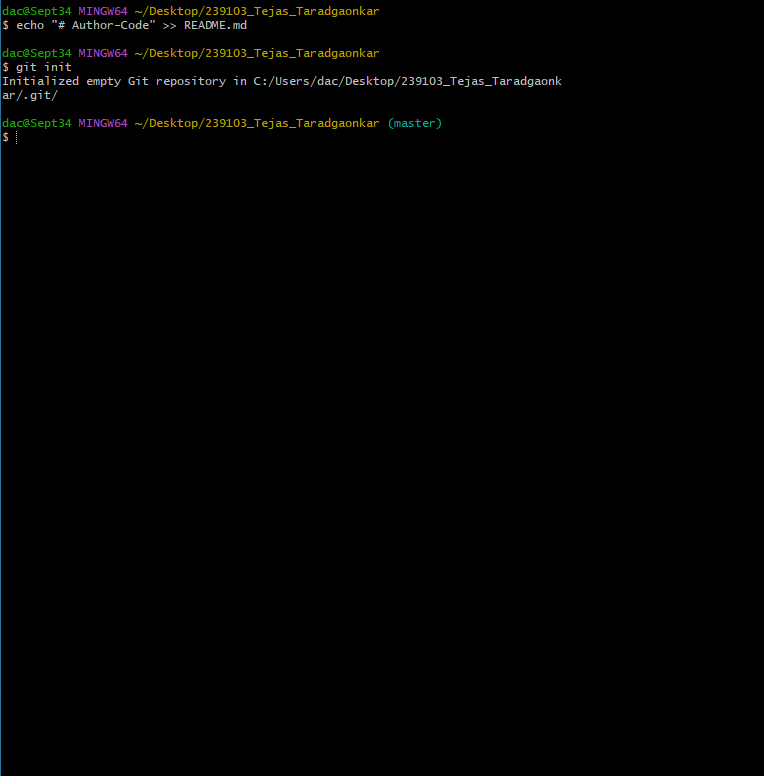 dac@Sept34 MINGW64 ~/Desktop/239103_Tejas_Taradgaonkar
$ echo "# Author-Code" >> README.md
dac@Sept34 MINGW64 ~/Desktop/239103_Tejas_Taradgaonkar
$ git init
Initialized empty Git repository in C:/Users/dac/Desktop/239103_Tejas_Taradgaonk
ar/.git/
dac@Sept34 MINGW64 ~/Desktop/239103_Tejas_Taradgaonkar (master)
$